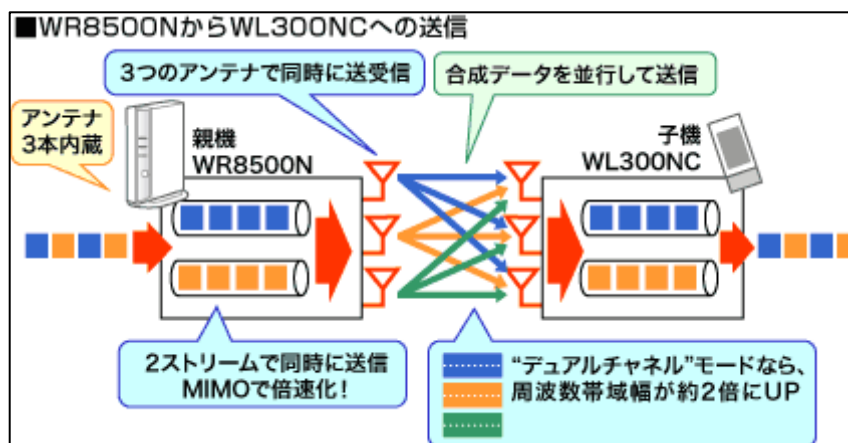 ■WR8500NからWL300NCへの送信
3つのアンテナで同時に送受信
合成データを並行して送信
アンテナ
3本内蔵
親機
WR8500N
子機
WL300NC
2ストリームで同時に送信
MIMOで倍速化！
“デュアルチャネル”モードなら、
周波数帯域幅が約2倍にUP